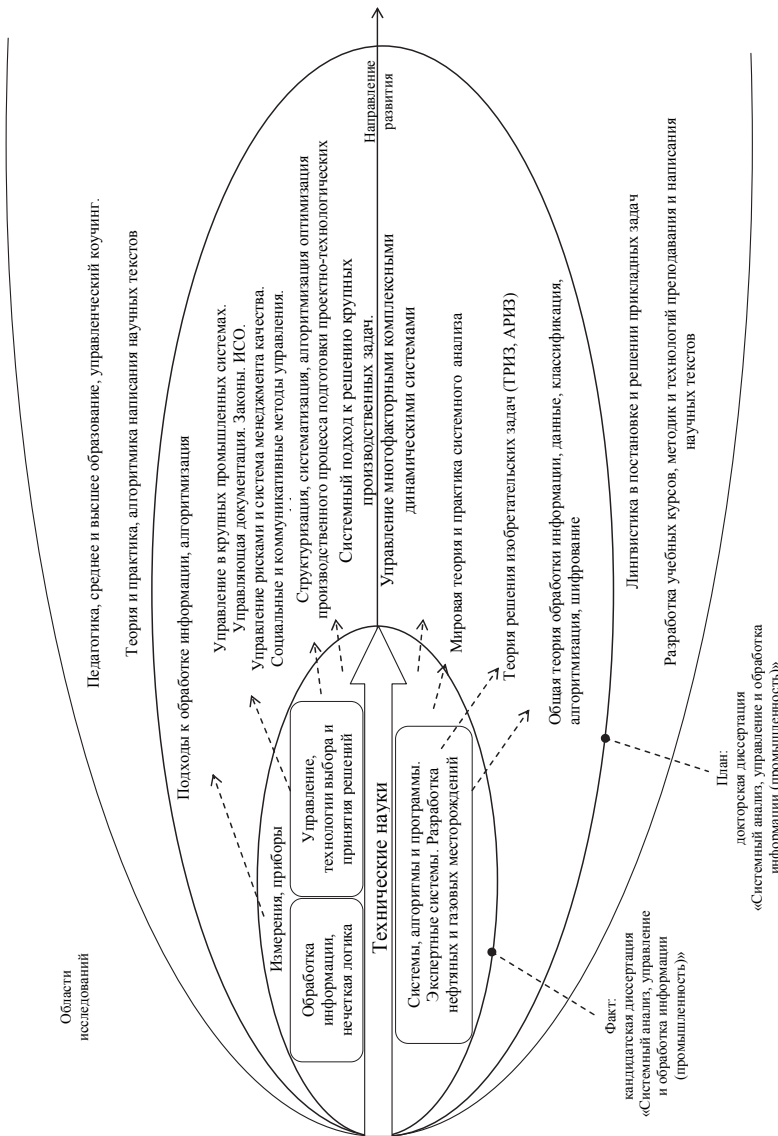 Области
исследований
Педагогика, среднее и высшее образование, управленческий коучинг.
Теория и практика, алгоритмика написания научных текстов
Подходы к обработке информации, алгоритмизация
Управление в крупных промышленных системах.
Управляющая документация. Законы. ИСО.
Управление рисками и система менеджмента качества.
Социальные и коммуникативные методы управления.
Структуризация, систематизация, алгоритмизация оптимизация
производственного процесса подготовки проектно-технологических
Системный подход к решению крупных
производственных задач.
Управление многофакторными комплексными
динамическими системами
Направление
развития
Измерения, приборы
Обработка
информации,
нечеткая логика
Управление,
технологии выбора и
принятия решений
Технические науки
Системы, алгоритмы и программы.
Экспертные системы. Разработка
нефтяных и газовых месторождений
Мировая теория и практика системного анализа
Теория решения изобретательских задач (ТРИЗ, АРИЗ)
Общая теория обработки информации, данные, классификация,
алгоритмизация, шифрование
Лингвистика в постановке и решении прикладных задач
Разработка учебных курсов, методик и технологий преподавания и написания
научных текстов
Факт:
кандидатская диссертация
«Системный анализ, управление
и обработка информации
(промышленность)»
План:
докторская диссертация
«Системный анализ, управление и обработка
информации (промышленность)»